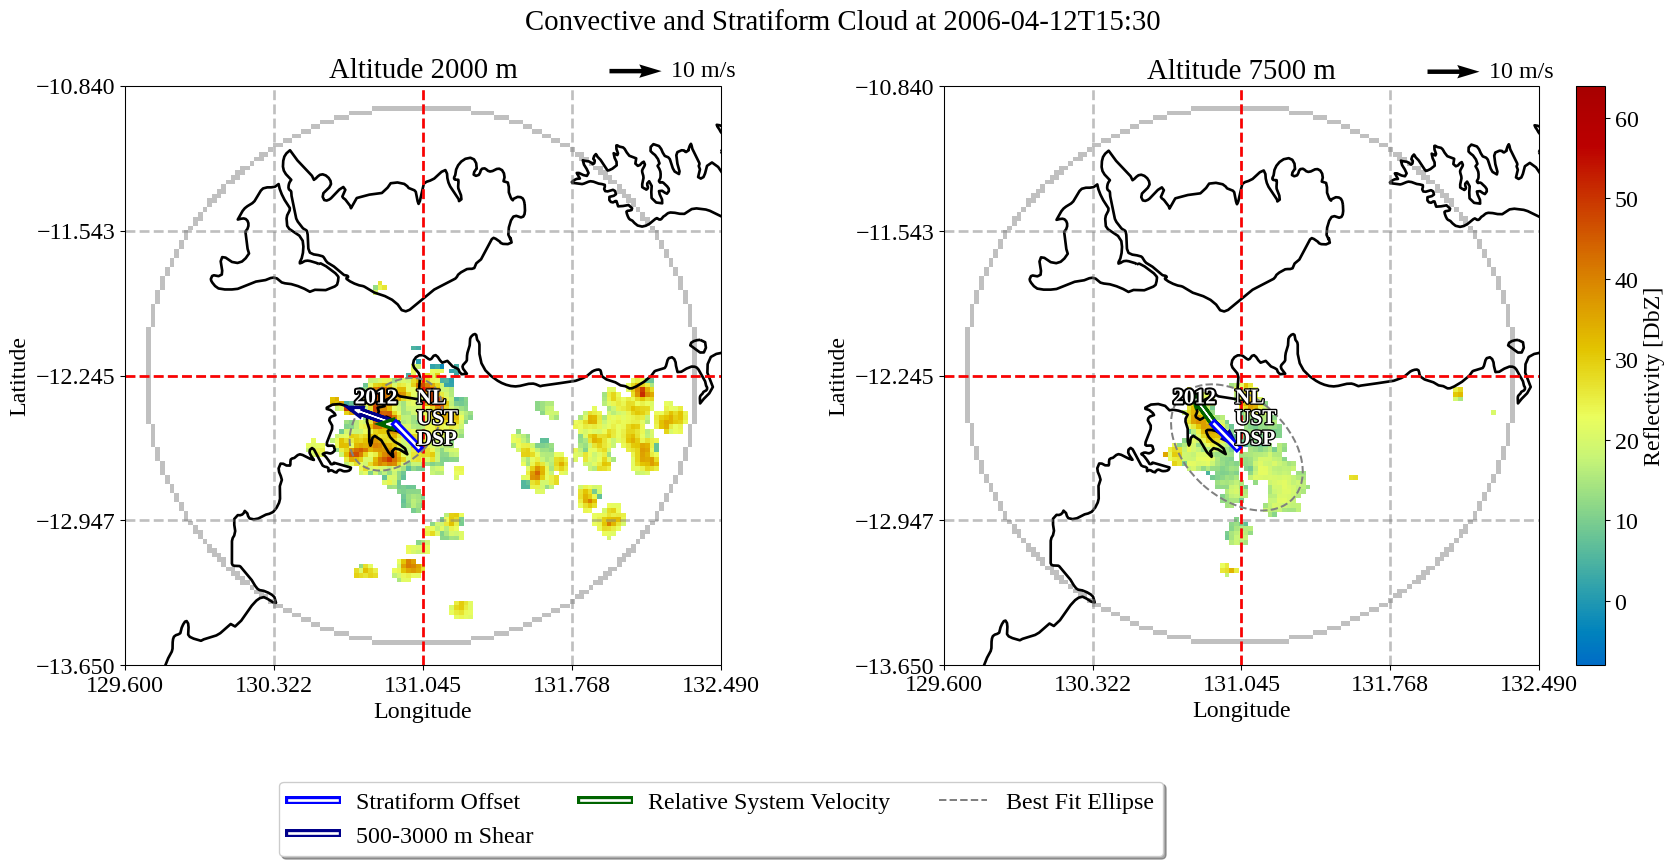 Convective and Stratiform Cloud at 2006-04-12T15:30
Altitude 2000 m
10 m/s
−10.840
−11.543
−12.245
−12.947
−13.650
129.600
130.322
131.045
131.768
132.490
Latitude
Longitude
2012
NL
UST
DSP
Altitude 7500 m
10 m/s
−10.840
−11.543
−12.245
−12.947
−13.650
129.600
130.322
131.045
131.768
132.490
Latitude
Longitude
2012
NL
UST
DSP
60
50
40
30
20
10
0
Reflectivity [DbZ]
Stratiform Offset
500-3000 m Shear
Relative System Velocity
Best Fit Ellipse